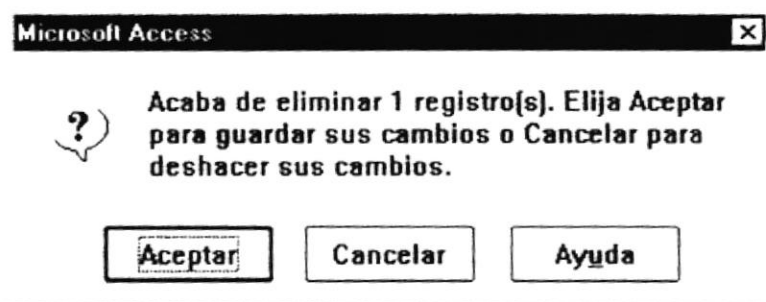 Microsoft Access
Acaba de eliminar 1 registro(s). Elija Aceptar
para guardar sus cambios o Cancelar para
deshacer sus cambios.
Aceptar Cancelar Ayuda